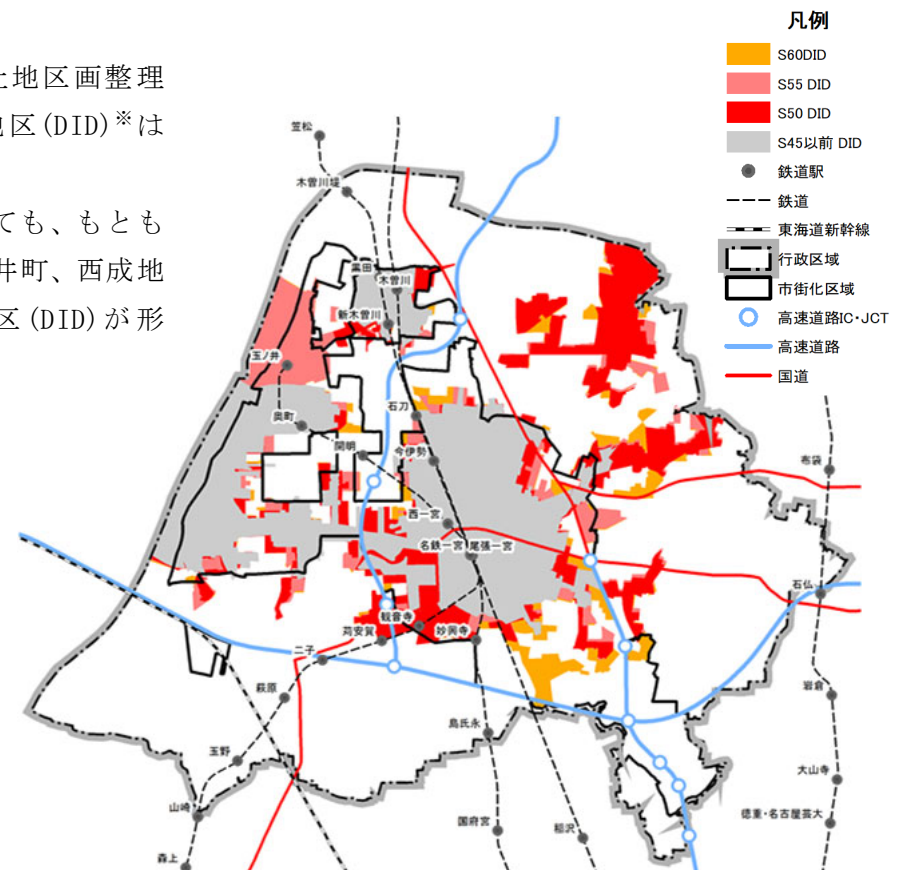 土地区画整理
地区(DID)※は
ても、もとも
井町、西成地
区(DID)が形
凡例
S60DID
S55 DID
S50 DID
S45以前 DID
鉄道駅
鉄道
東海道新幹線
行政区域
市街化区域
高速道路IC・JCT
高速道路
国道
笠松
木曽川堤
黒田
木曽川
新木曽川
玉ノ井
石刀
奥町
開明
今伊勢
布袋
西一宮
名鉄一宮
尾張一宮
石仏
観音寺
苅安賀
妙興寺
二子
萩原
岩倉
島氏永
玉野
大山寺
山崎
国府宮
稲沢
徳重・名古屋芸大
森上